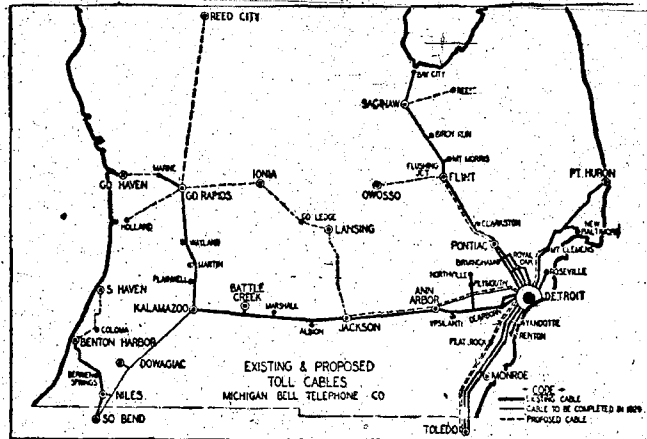 REED CITY
BAY CITY
SAGINAW
REESE
BIRCH RUN
MT MORRIS
FLUSHING
JCT
FLINT
PT. HURON
GD HAVEN
MARNE
GD RAPIDS
IONIA
OWOSSO
HOLLAND
GD LEDGE
LANSING
CLARKSTON
PONTIAC
NEW
BALTIMORE
WAYLAND
MARTIN
PLAINWELL
BIRMINGHAM
ROYAL
OAK
MT CLEMENS
ROSEVILLE
NORTHVILLE
PLYMOUTH
S HAVEN
KALAMAZOO
BATTLE
CREEK
MARSHALL
ALBION
JACKSON
ANN
ARBOR
YPSILANTI
DEARBORN
DETROIT
COLOMA
BENTON HARBOR
DOWAGIAC
BERRIEN
SPRINGS
NILES
SO BEND
FLAT ROCK
WYANDOTTE
TRENTON
MONROE
TOLEDO
EXISTING & PROPOSED
TOLL CABLES
MICHIGAN BELL TELEPHONE CO
- CODE -
EXISTING CABLE
CABLE TO BE COMPLETED IN 1929
PROPOSED CABLE